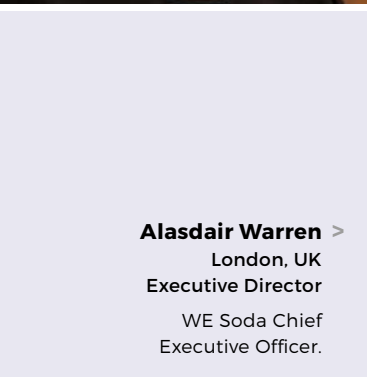 Alasdair Warren >
London, UK
Executive Director
WE Soda Chief
Executive Officer.